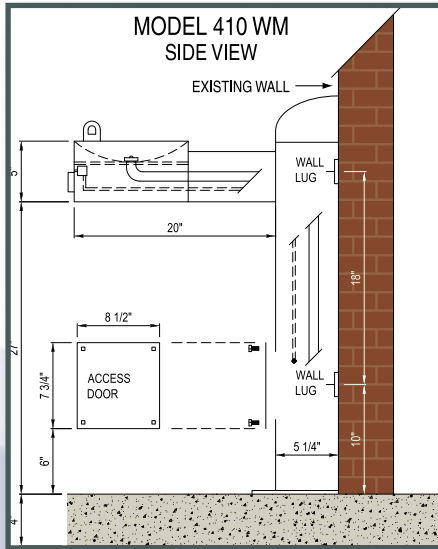 MODEL 410 WM
SIDE VIEW
EXISTING WALL
WALL
LUG
5"
20"
18"
8 1/2"
27"
7 3/4"
ACCESS
DOOR
WALL
LUG
10"
5 1/4"
6"
4"